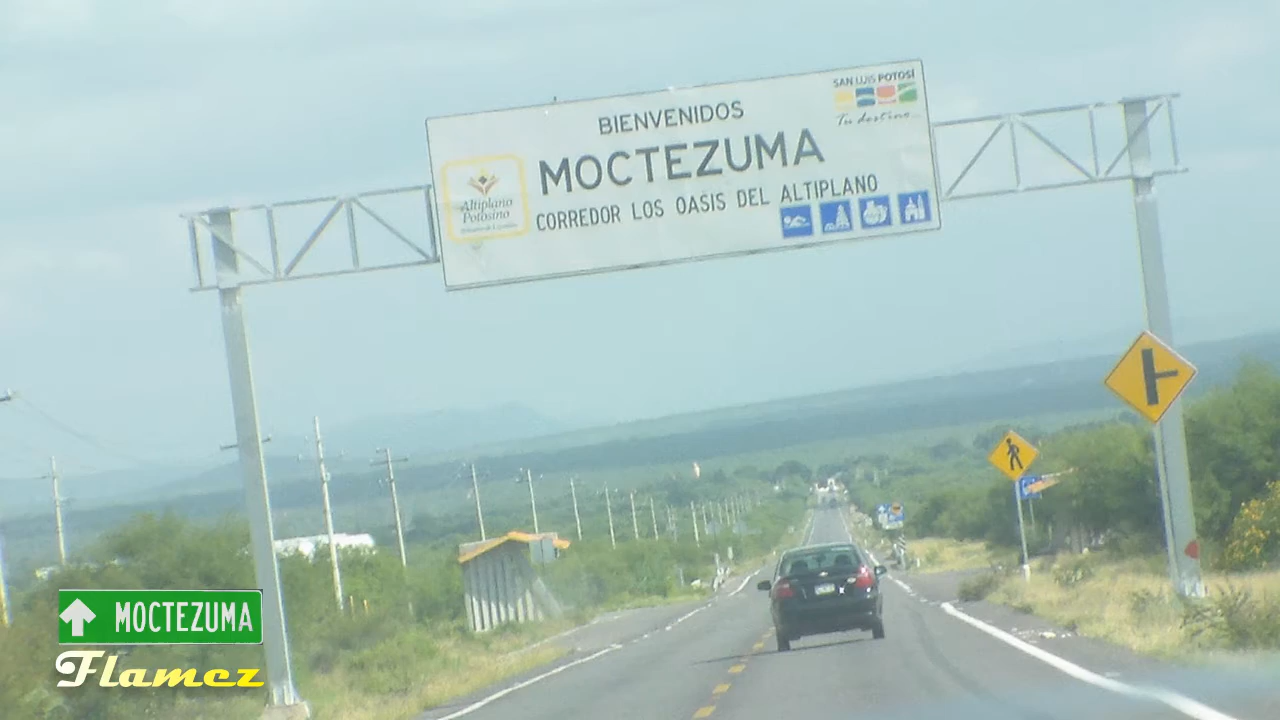 SAN LUIS POTOSÍ
Tu destino...
BIENVENIDOS
MOCTEZUMA
CORREDOR LOS OASIS DEL ALTIPLANO
Altiplano
Potosino
MOCTEZUMA
Flamez